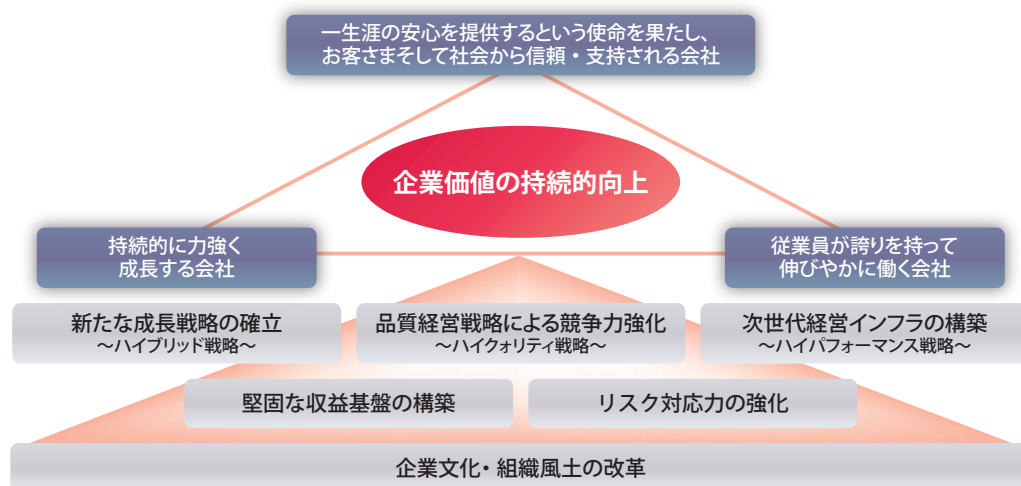 一生涯の安心を提供するという使命を果たし、
お客さまそして社会から信頼・支持される会社
企業価値の持続的向上
持続的に力強く
成長する会社
従業員が誇りを持って
伸びやかに働く会社
新たな成長戦略の確立
～ハイブリッド戦略～
品質経営戦略による競争力強化
～ハイクォリティ戦略～
次世代経営インフラの構築
～ハイパフォーマンス戦略～
堅固な収益基盤の構築
リスク対応力の強化
企業文化・組織風土の改革